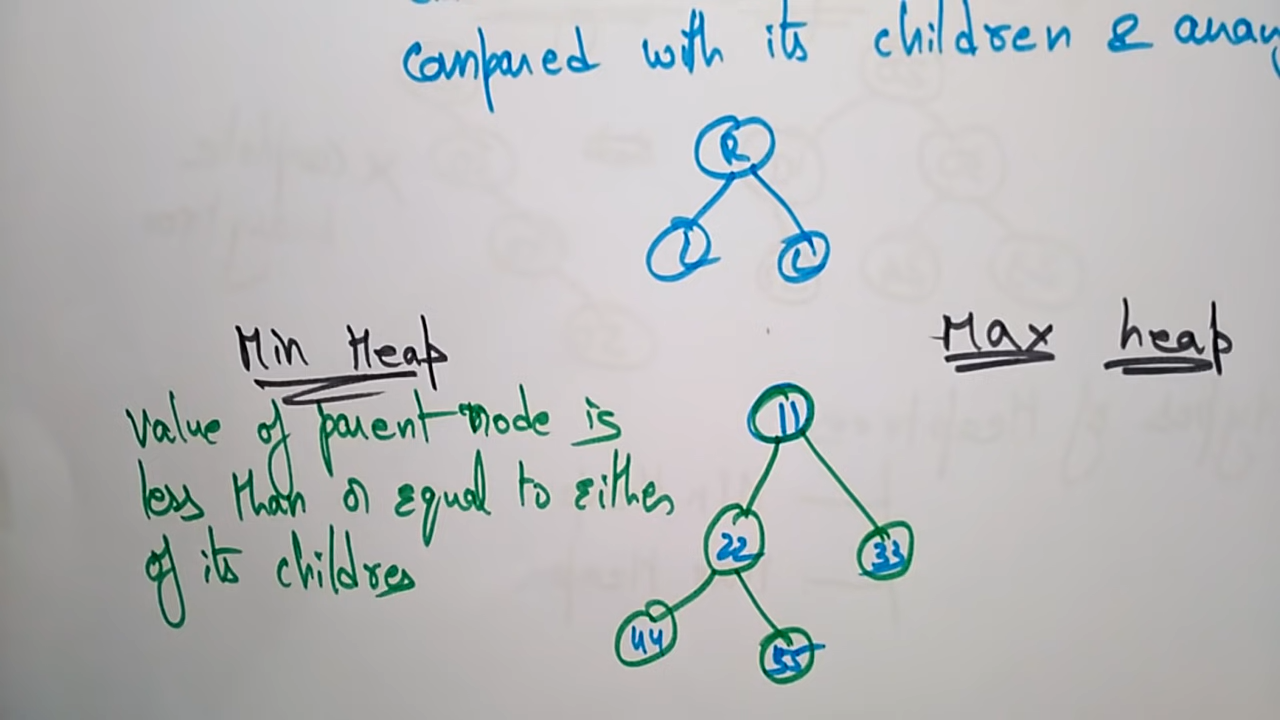 compared with its children &
R
L
Min Heap
Max heap
Value of parent node is
less than or equal to either
of its children
11
22
33
44
55